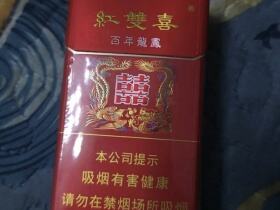 紅雙喜
百年龍鳳
囍
本公司提示
吸烟有害健康
请勿在禁烟场所吸烟